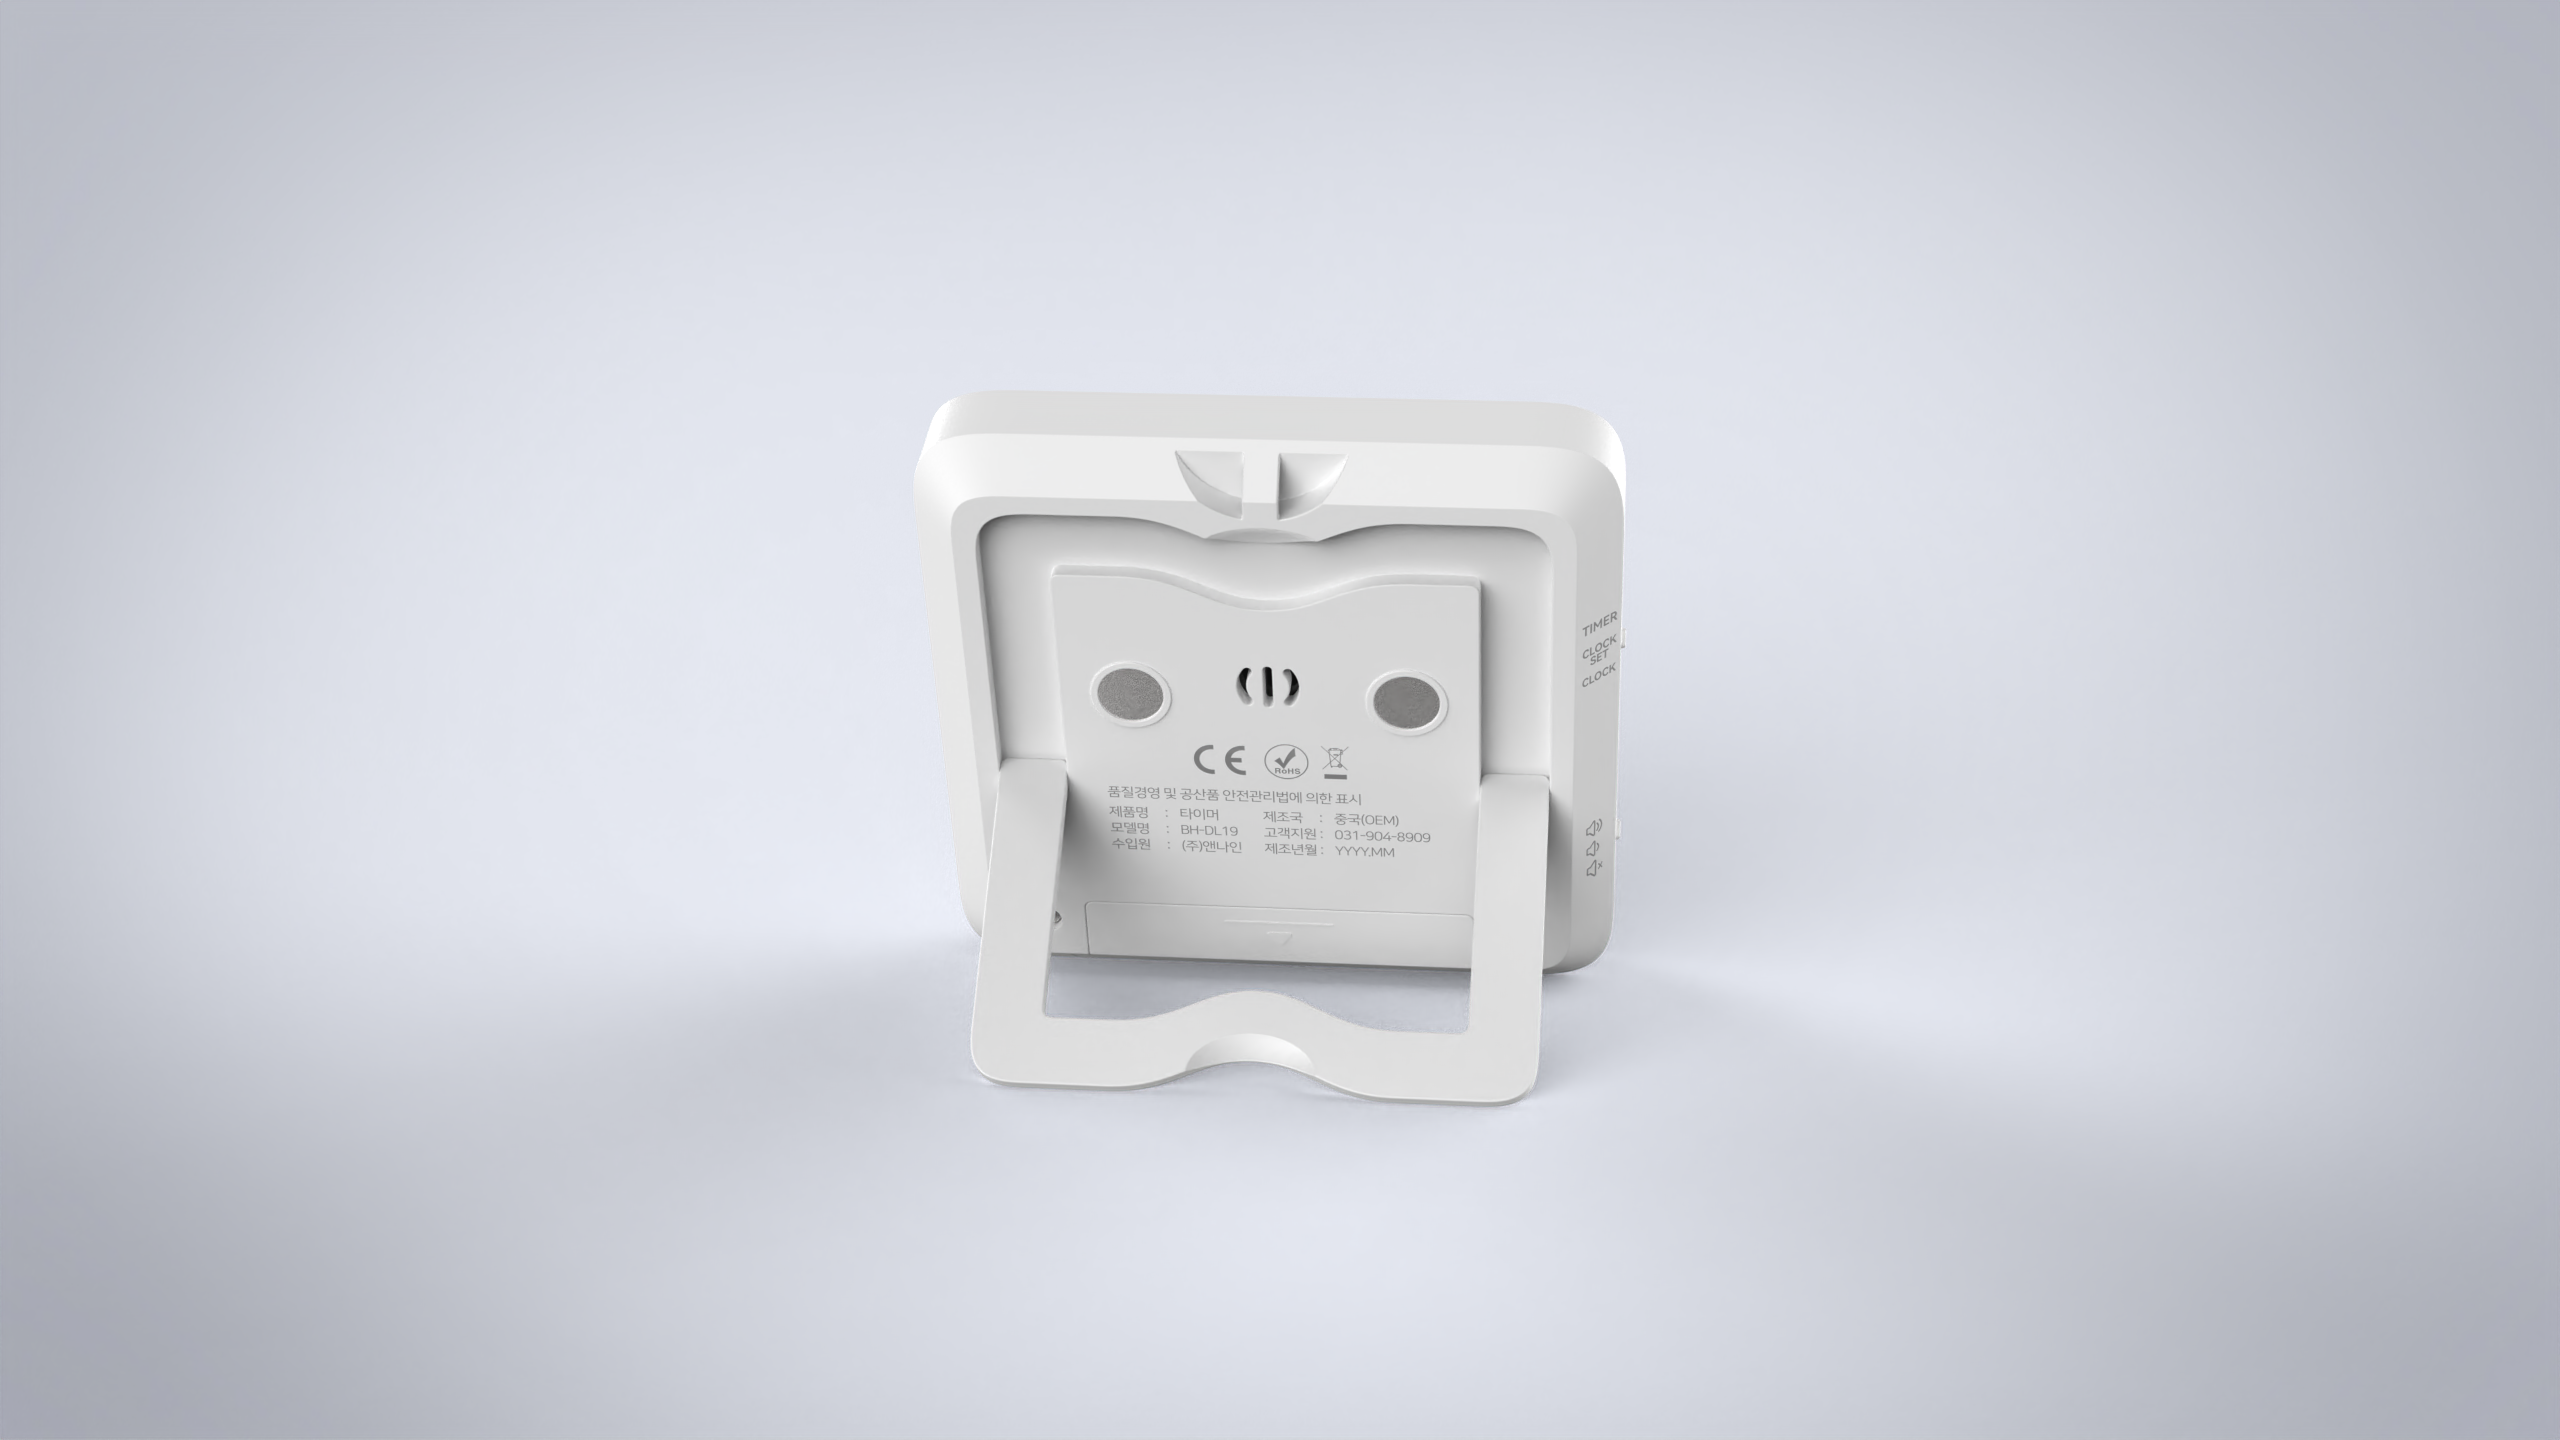 TIMER
CLOCK
SET
CLOCK
CE
RoHS
품질경영 및 공산품 안전관리법에 의한 표시
제품명 : 타이머 제조국 : 중국(OEM)
모델명 : BH-DL19 고객지원 : 031-904-8909
수입원 : (주)앤나인 제조년월 : YYYY.MM